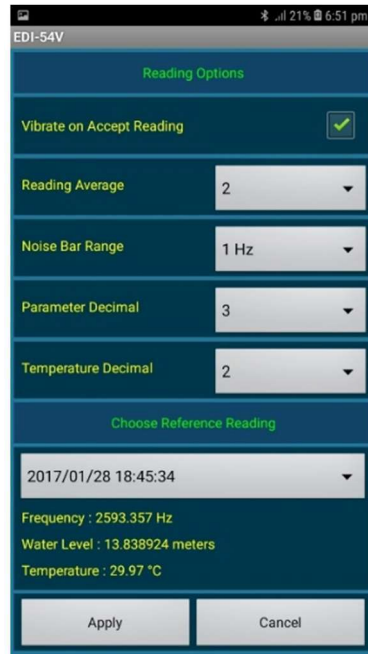 21% 6:51 pm
EDI-54V
Reading Options
Vibrate on Accept Reading
Reading Average 2
Noise Bar Range 1 Hz
Parameter Decimal 3
Temperature Decimal 2
Choose Reference Reading
2017/01/28 18:45:34
Frequency : 2593.357 Hz
Water Level : 13.838924 meters
Temperature : 29.97 °C
Apply Cancel